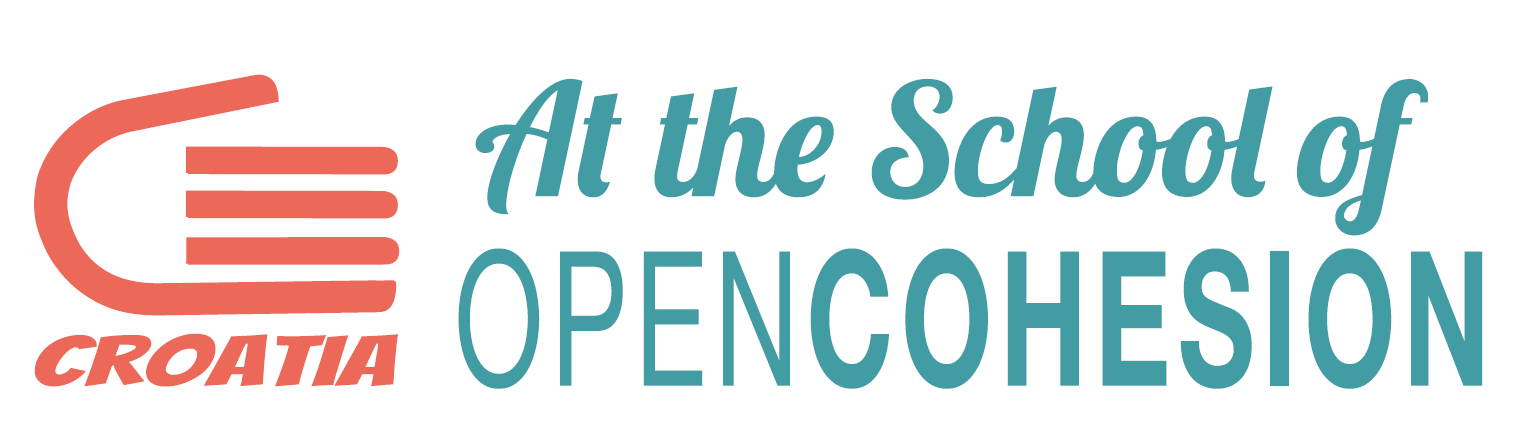 At the School of
OPENCOHESION
CROATIA